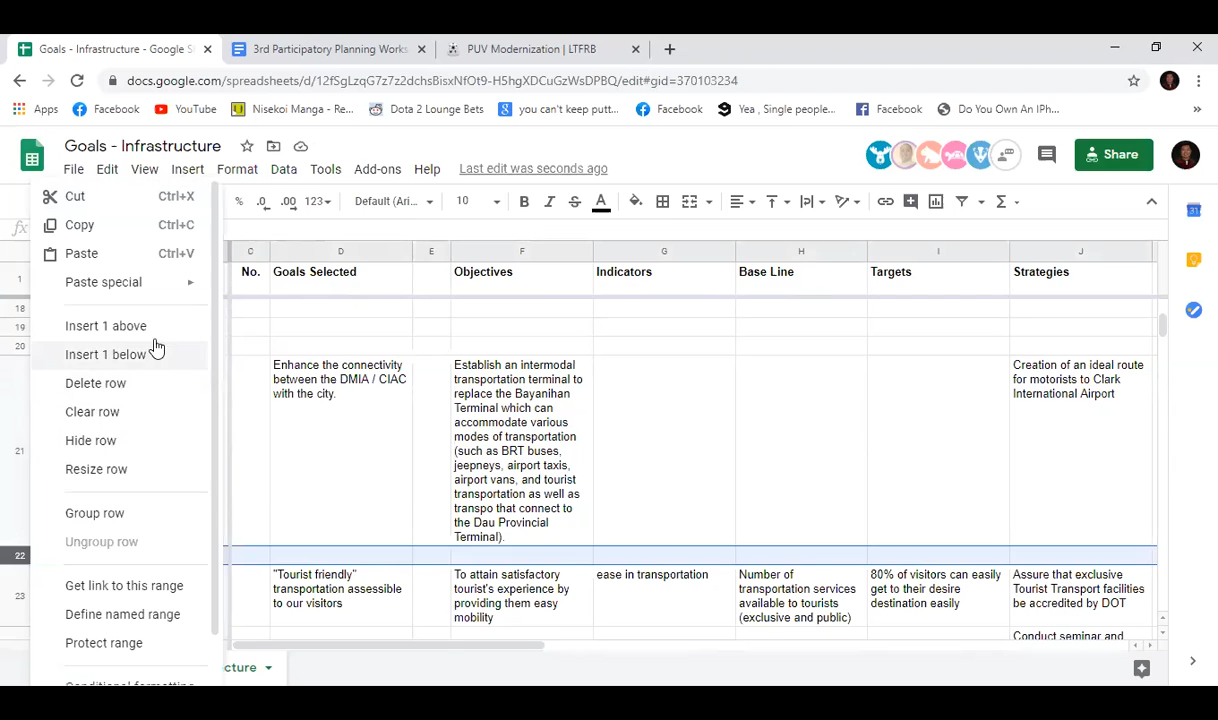 Goals - Infrastructure - Google S
3rd Participatory Planning Works
PUV Modernization | LTFRB
docs.google.com/spreadsheets/d/12fSgLzqG7z7z2dchsBisxNfOt9-H5hgXDCuGzWsDPBQ/edit#gid=370103234
Apps
Facebook
YouTube
Nisekoi Manga - Re...
Dota 2 Lounge Bets
you can't keep putt...
Facebook
Yea , Single people...
Facebook
Do You Own An IPh...
Goals - Infrastructure
Share
File Edit View Insert Format Data Tools Add-ons Help Last edit was seconds ago
% .0 .00 123 Default (Ari... 10 B I S A
fx
Cut Ctrl+X
Copy Ctrl+C
Paste Ctrl+V
Paste special
Insert 1 above
Insert 1 below
Delete row
Clear row
Hide row
Resize row
Group row
Ungroup row
Get link to this range
Define named range
Protect range
Conditional formatting
C D E F G H I J
1 No. Goals Selected Objectives Indicators Base Line Targets Strategies
18
19
20
21
Enhance the connectivity
between the DMIA / CIAC
with the city.
Establish an intermodal
transportation terminal to
replace the Bayanihan
Terminal which can
accommodate various
modes of transportation
(such as BRT buses,
jeepneys, airport taxis,
airport vans, and tourist
transportation as well as
transpo that connect to
the Dau Provincial
Terminal).
Creation of an ideal route
for motorists to Clark
International Airport
22
23
"Tourist friendly"
transportation assessible
to our visitors
To attain satisfactory
tourist's experience by
providing them easy
mobility
ease in transportation
Number of
transportation services
available to tourists
(exclusive and public)
80% of visitors can easily
get to their desire
destination easily
Assure that exclusive
Tourist Transport facilities
be accredited by DOT
Conduct seminar and
cture
31